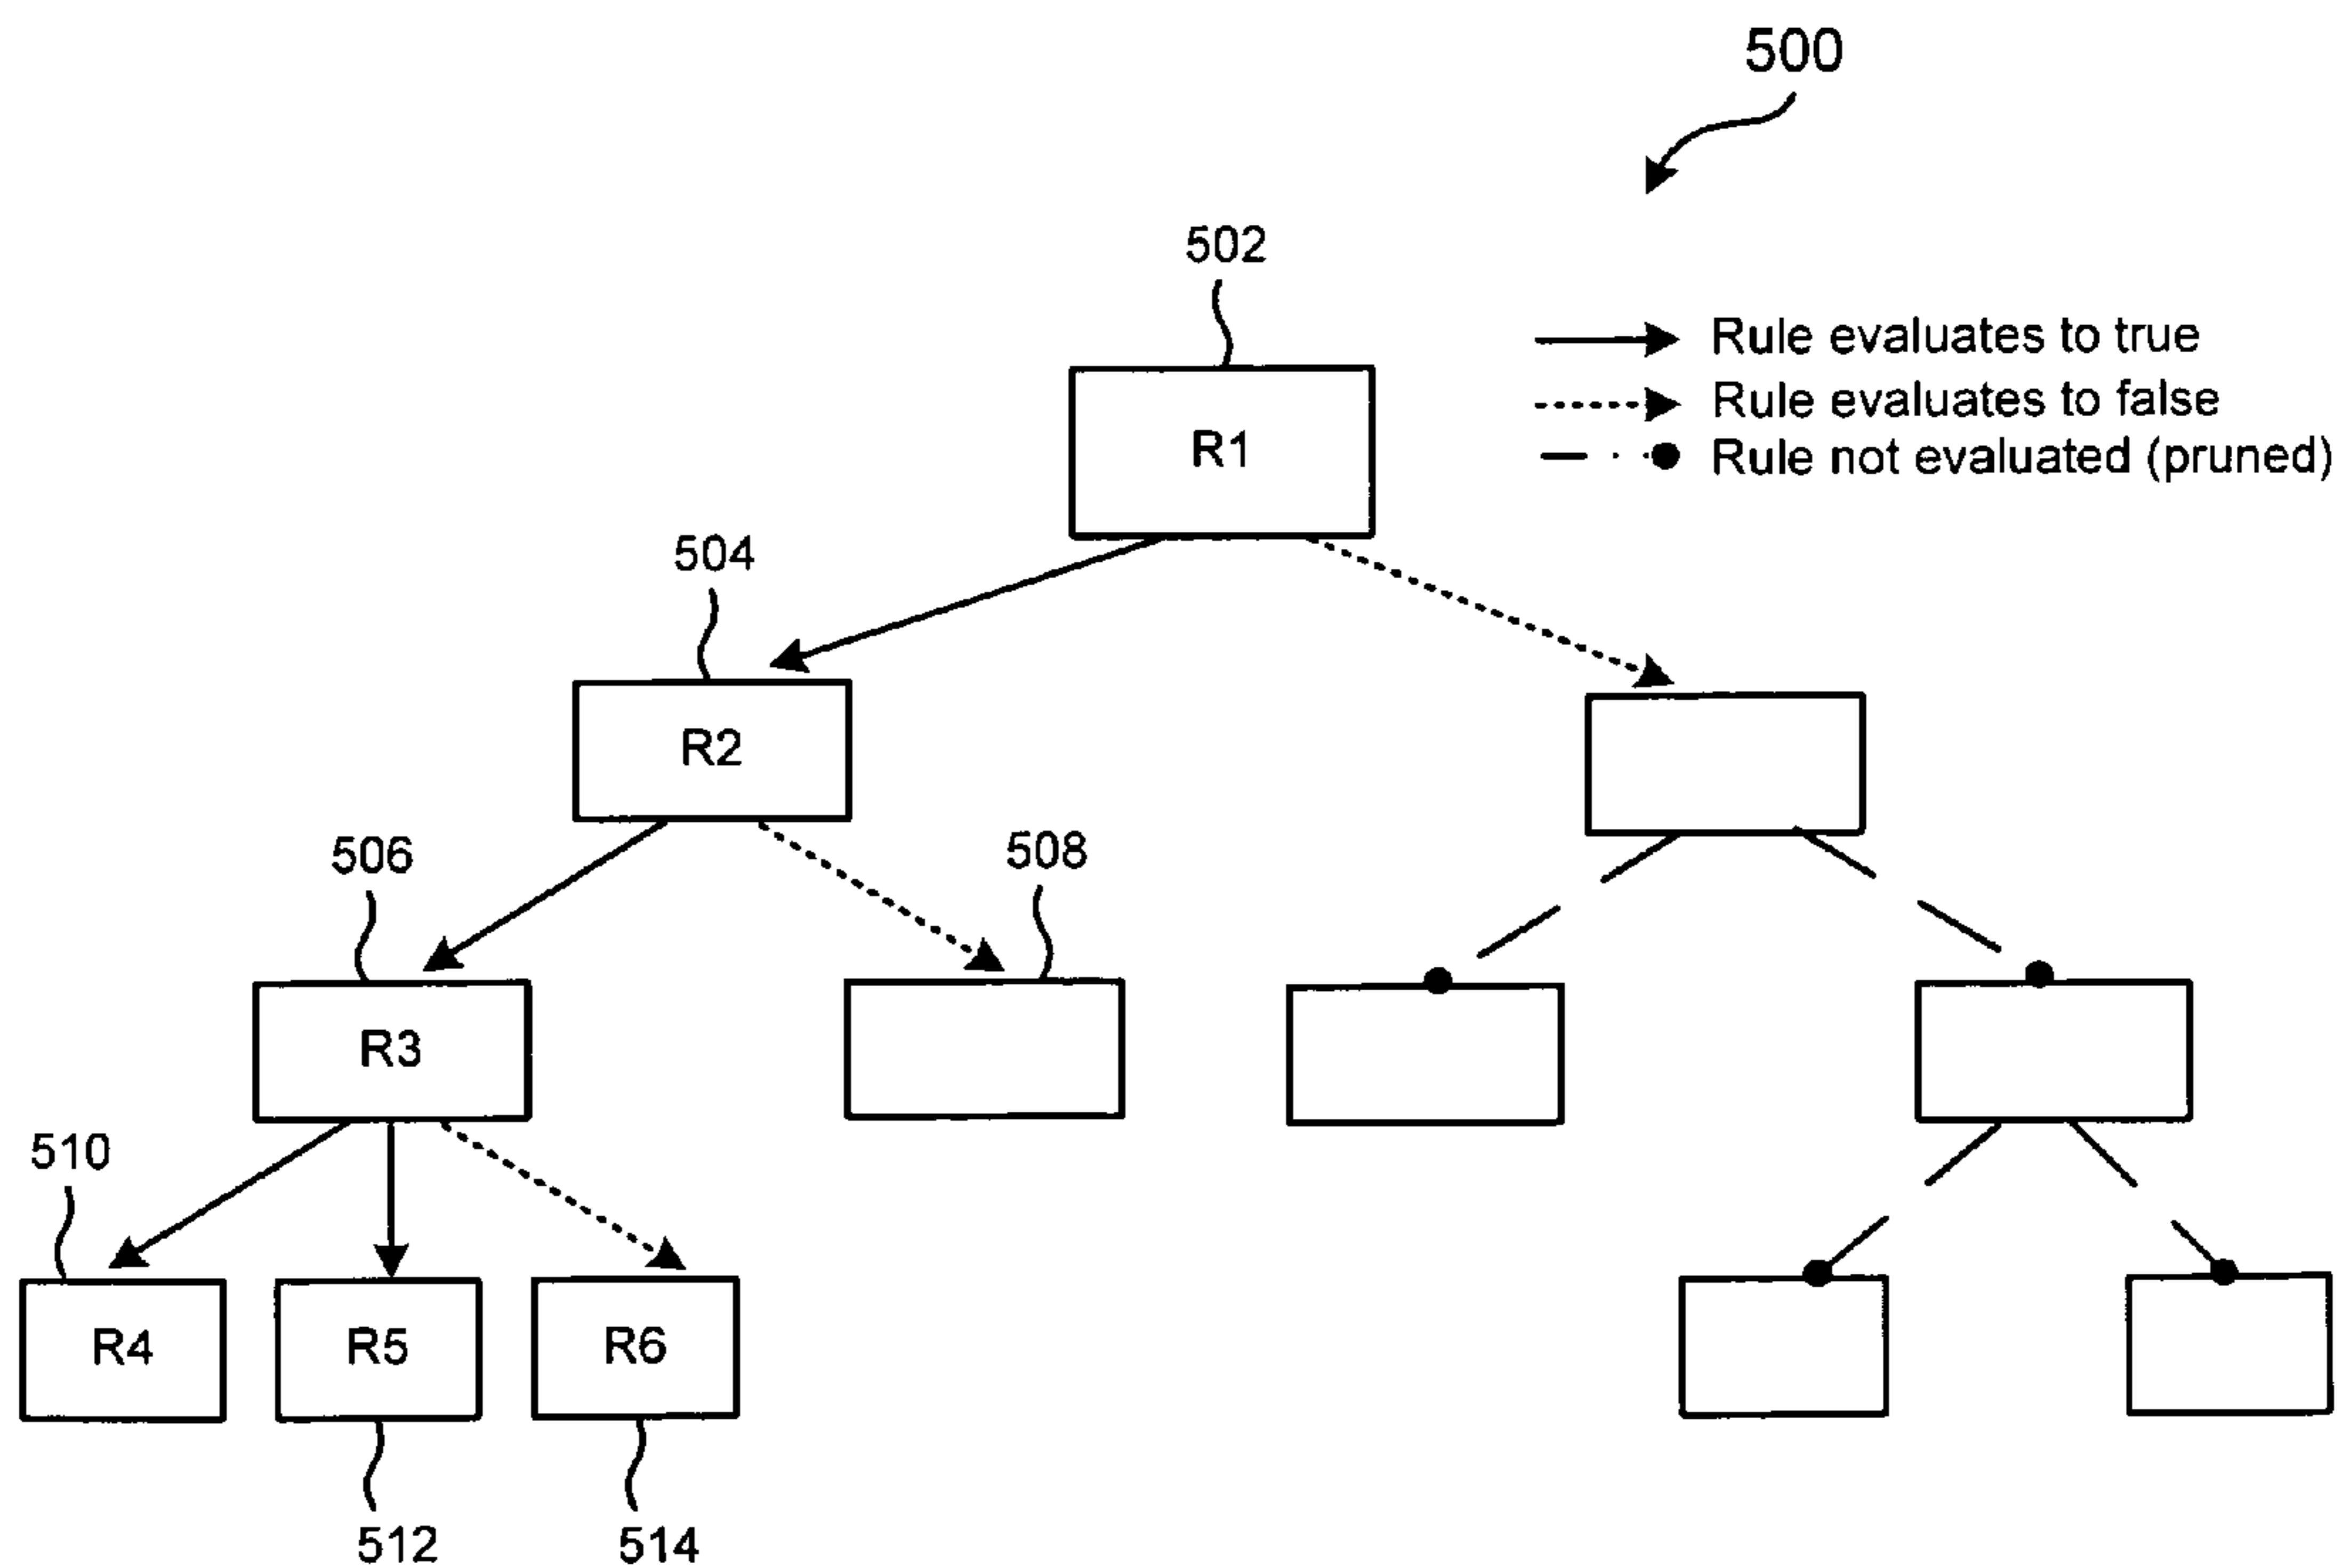 500
502
Rule evaluates to true
Rule evaluates to false
Rule not evaluated (pruned)
R1
504
R2
506
508
R3
510
R4
R5
R6
512
514